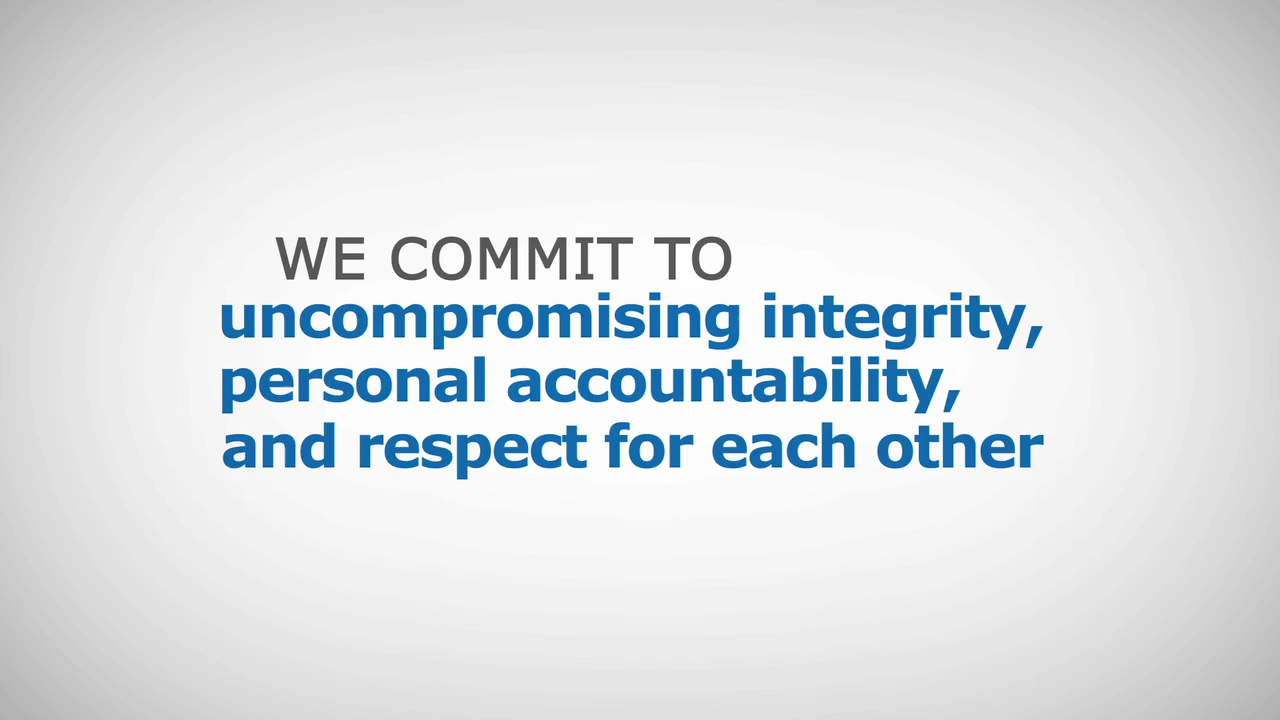 WE COMMIT TO
uncompromising integrity,
personal accountability,
and respect for each other